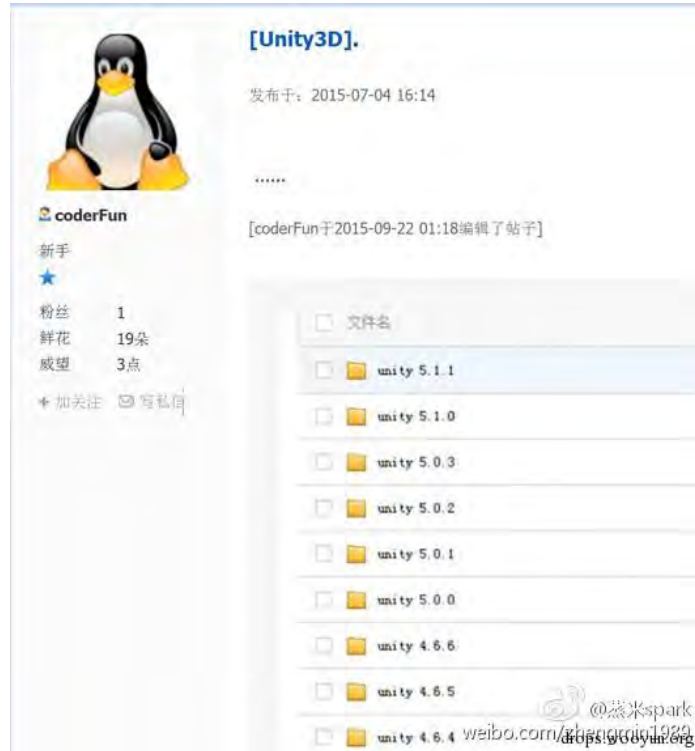 [Unity3D].
发布于：2015-07-04 16:14
......
[coderFun于2015-09-22 01:18编辑了帖子]
coderFun
新手
粉丝 1
鲜花 19朵
威望 3点
加关注 写私信
文件名
unity 5.1.1
unity 5.1.0
unity 5.0.3
unity 5.0.2
unity 5.0.1
unity 5.0.0
unity 4.6.6
unity 4.6.5
unity 4.6.4
@蒸米spark
weibo.com/zhengmin1989
drops.wooyun.org